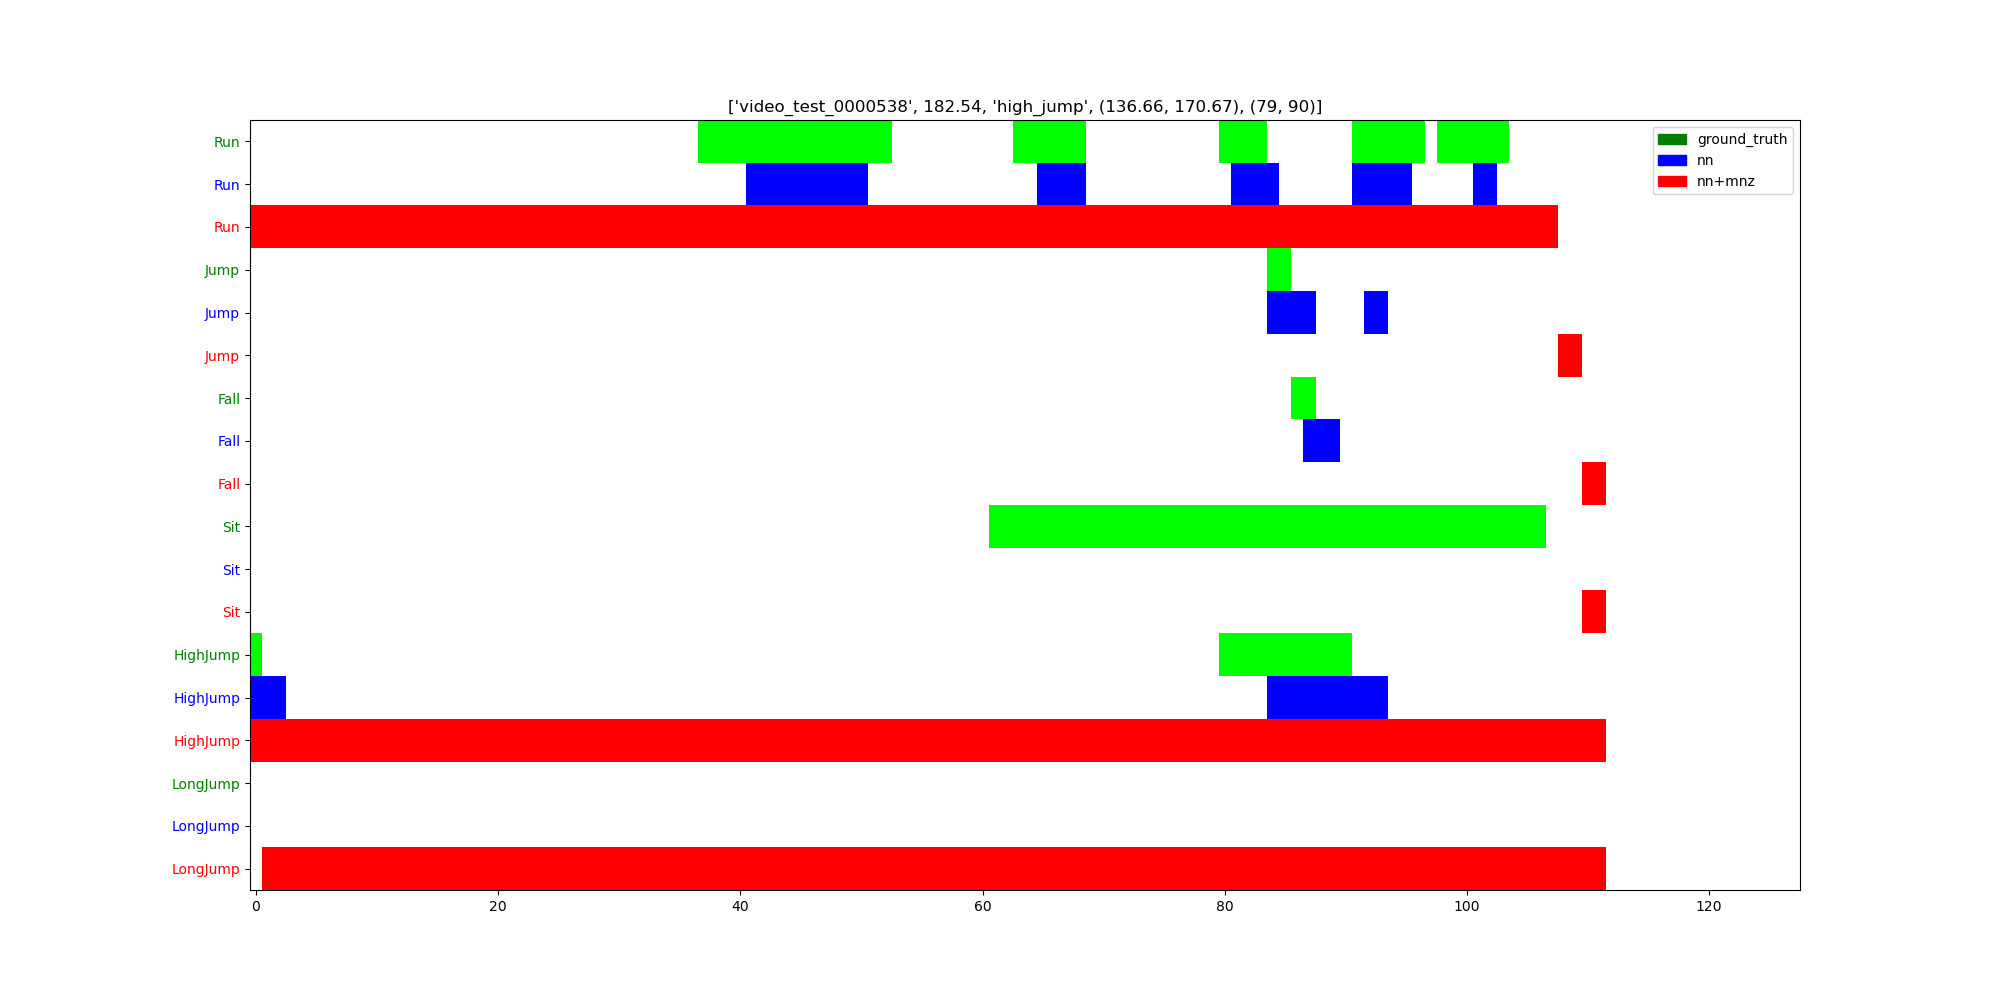 ['video_test_0000538', 182.54, 'high_jump', (136.66, 170.67), (79, 90)]
Run
Run
Run
Jump
Jump
Jump
Fall
Fall
Fall
Sit
Sit
Sit
HighJump
HighJump
HighJump
LongJump
LongJump
LongJump
ground_truth
nn
nn+mnz
0 20 40 60 80 100 120